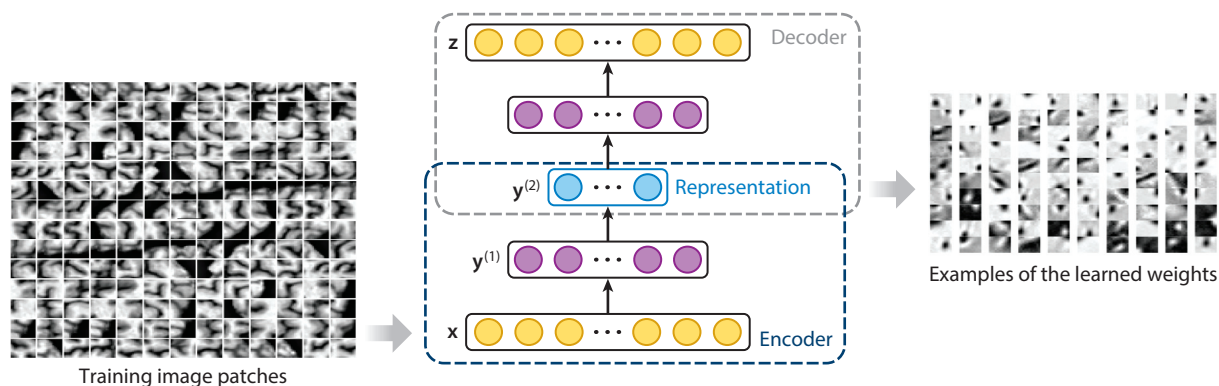 z
Decoder
y(2)
Representation
y(1)
x
Encoder
Training image patches
Examples of the learned weights